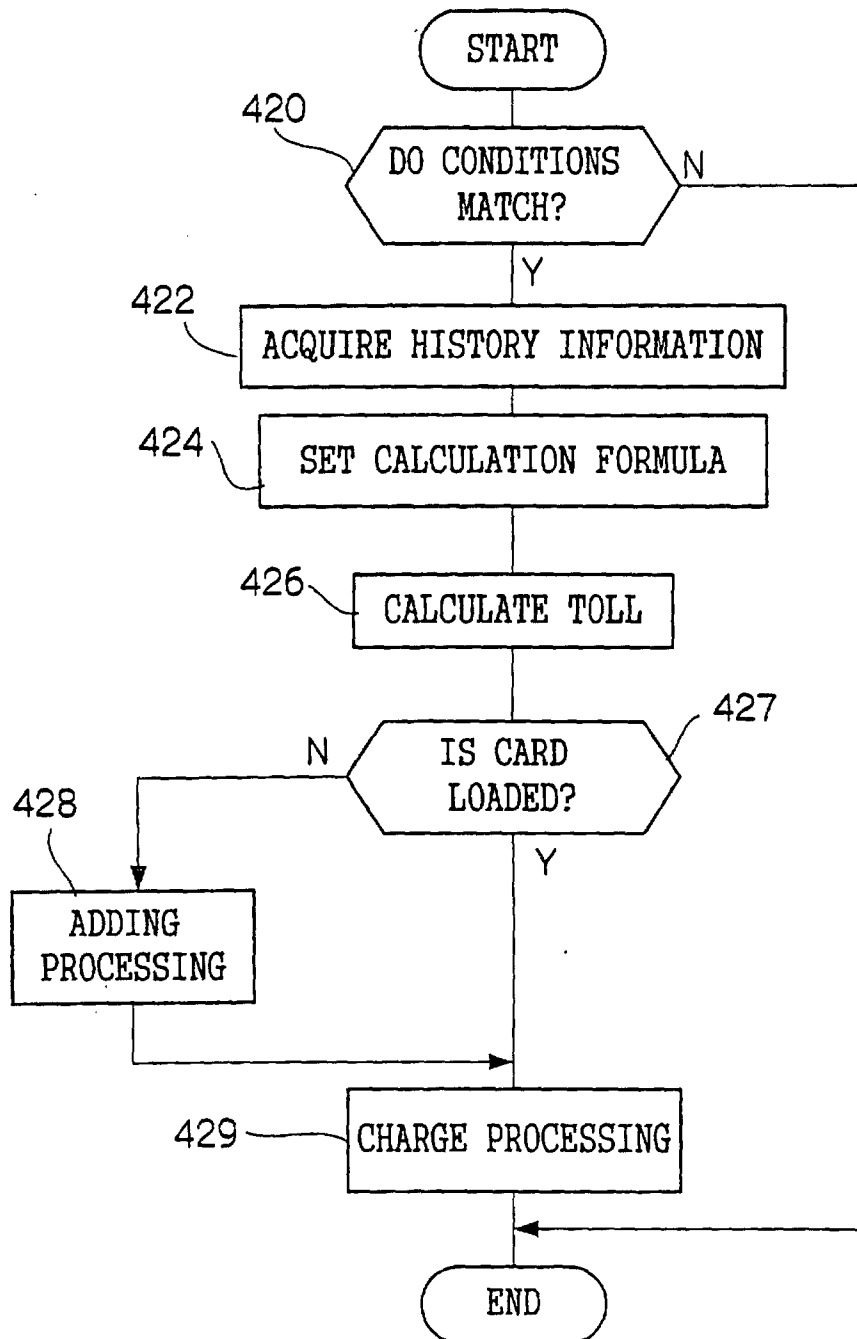 START
420
DO CONDITIONS
MATCH?
N
Y
422
ACQUIRE HISTORY INFORMATION
424
SET CALCULATION FORMULA
426
CALCULATE TOLL
427
IS CARD
LOADED?
N
Y
428
ADDING
PROCESSING
429
CHARGE PROCESSING
END